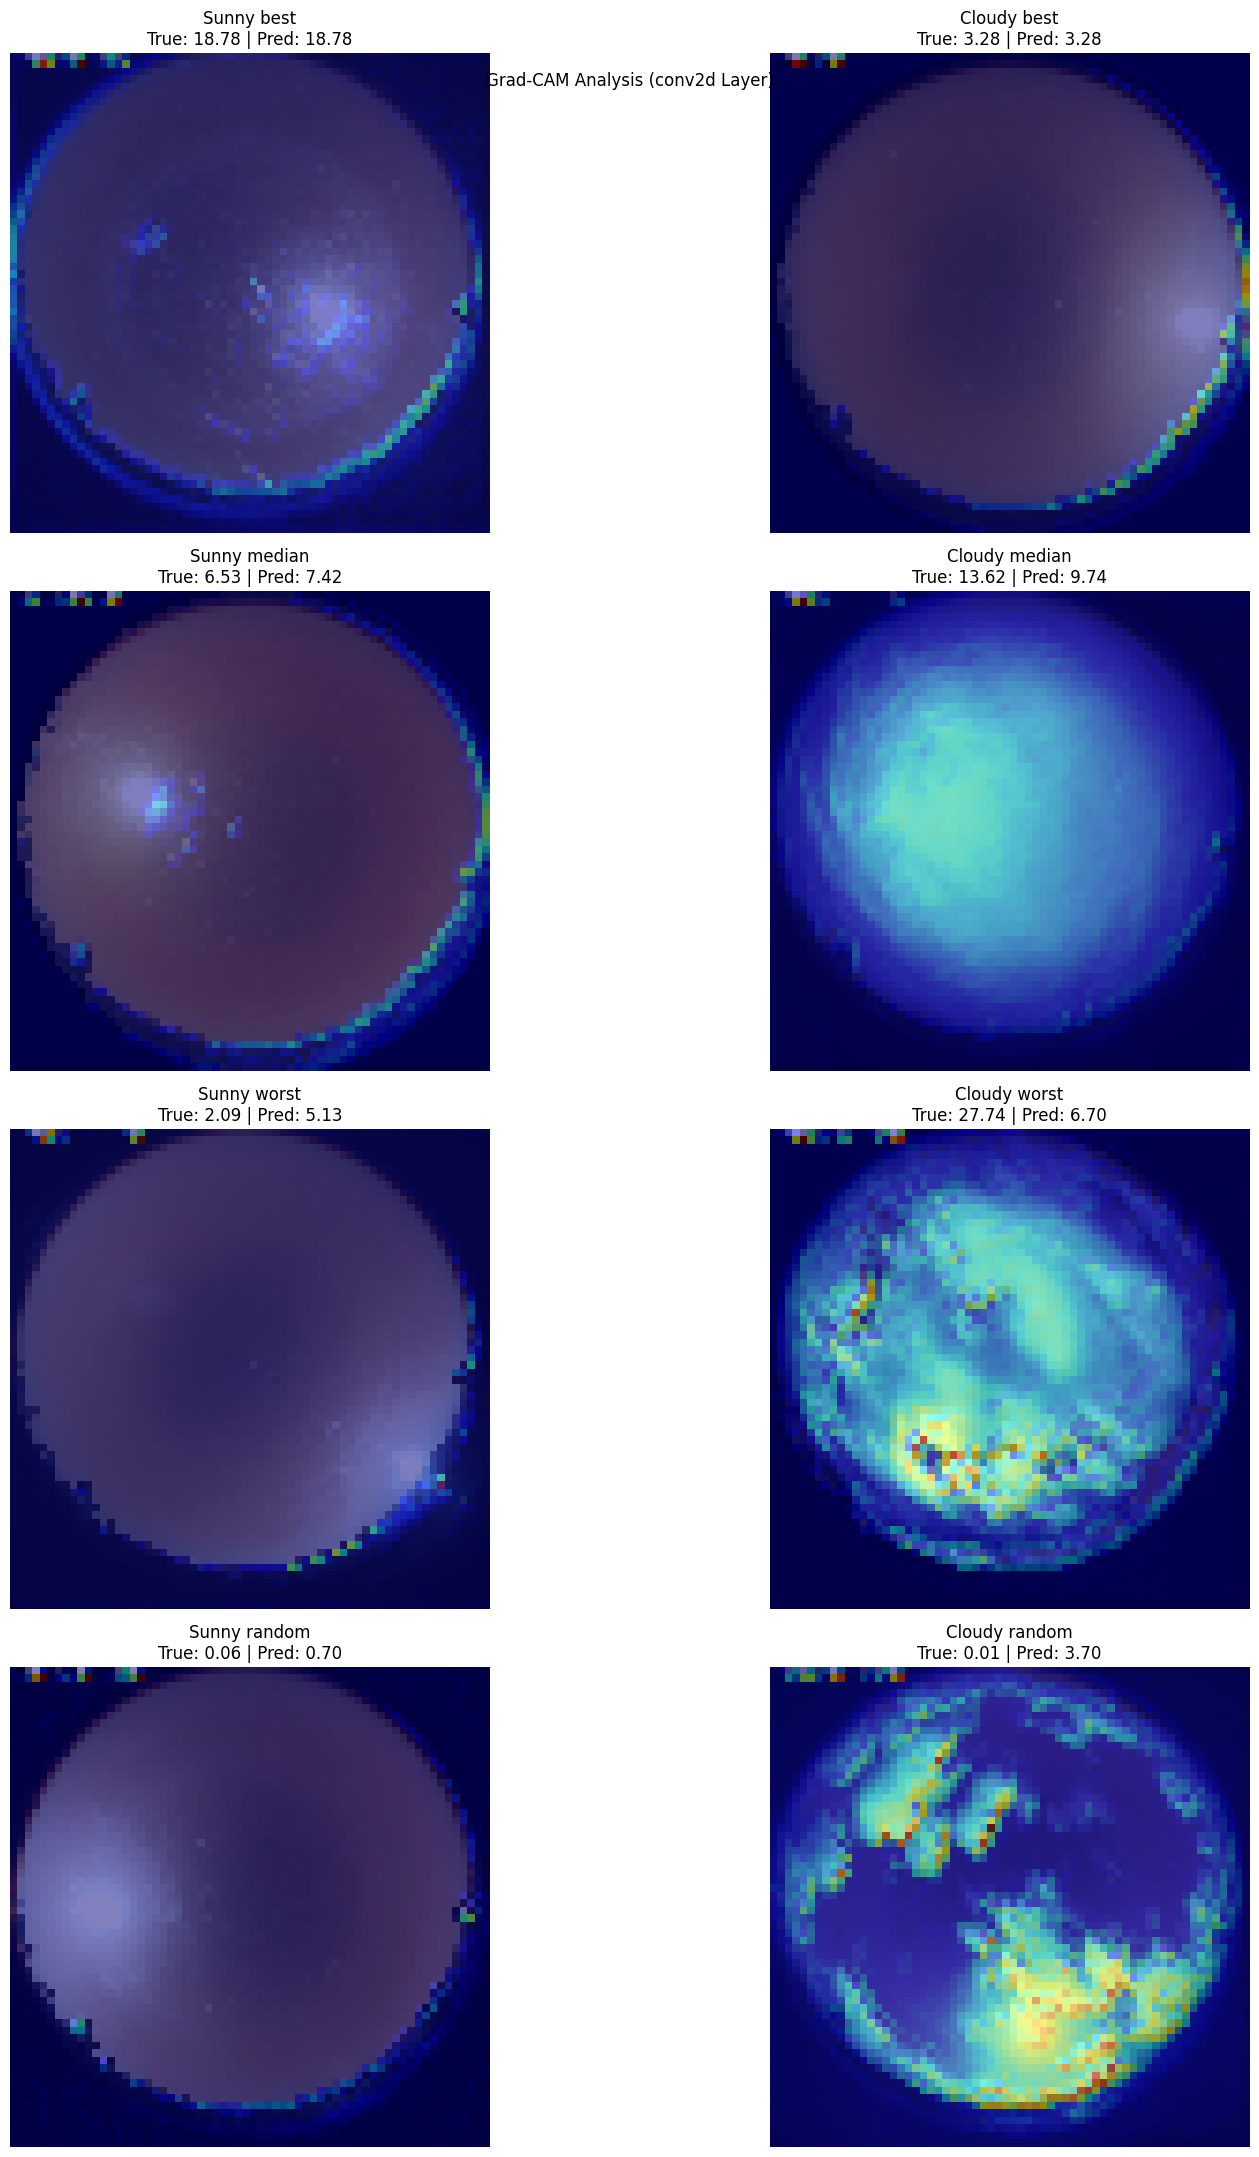 Sunny best
True: 18.78 | Pred: 18.78
Cloudy best
True: 3.28 | Pred: 3.28
Grad-CAM Analysis (conv2d Layer)
Sunny median
True: 6.53 | Pred: 7.42
Cloudy median
True: 13.62 | Pred: 9.74
Sunny worst
True: 2.09 | Pred: 5.13
Cloudy worst
True: 27.74 | Pred: 6.70
Sunny random
True: 0.06 | Pred: 0.70
Cloudy random
True: 0.01 | Pred: 3.70